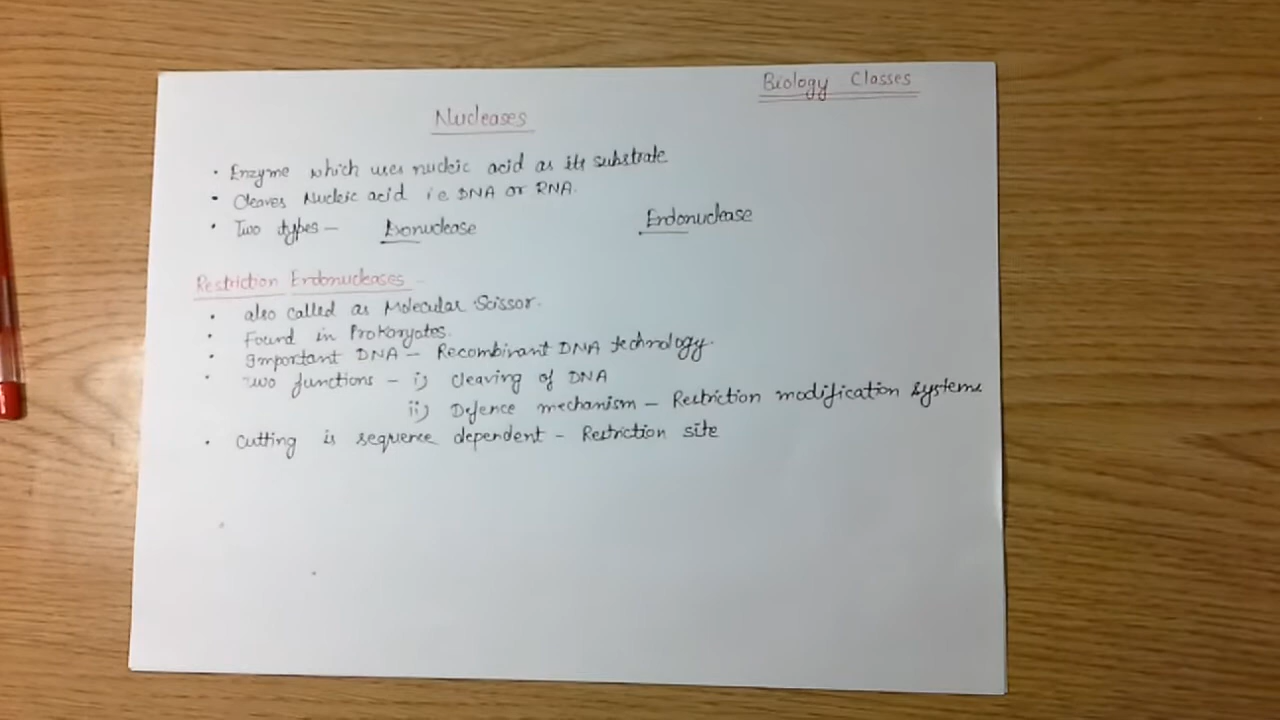 Biology Classes
Nucleases
• Enzyme which uses nucleic acid as its substrate
• Cleaves Nucleic acid i.e DNA or RNA.
• Two types – Exonuclease Endonuclease
Restriction Endonucleases
• also called as Molecular Scissor.
• Found in Prokaryotes.
• Important DNA – Recombinant DNA technology.
• Two functions – i) cleaving of DNA
ii) Defence mechanism – Restriction modification systems
• Cutting is sequence dependent – Restriction site